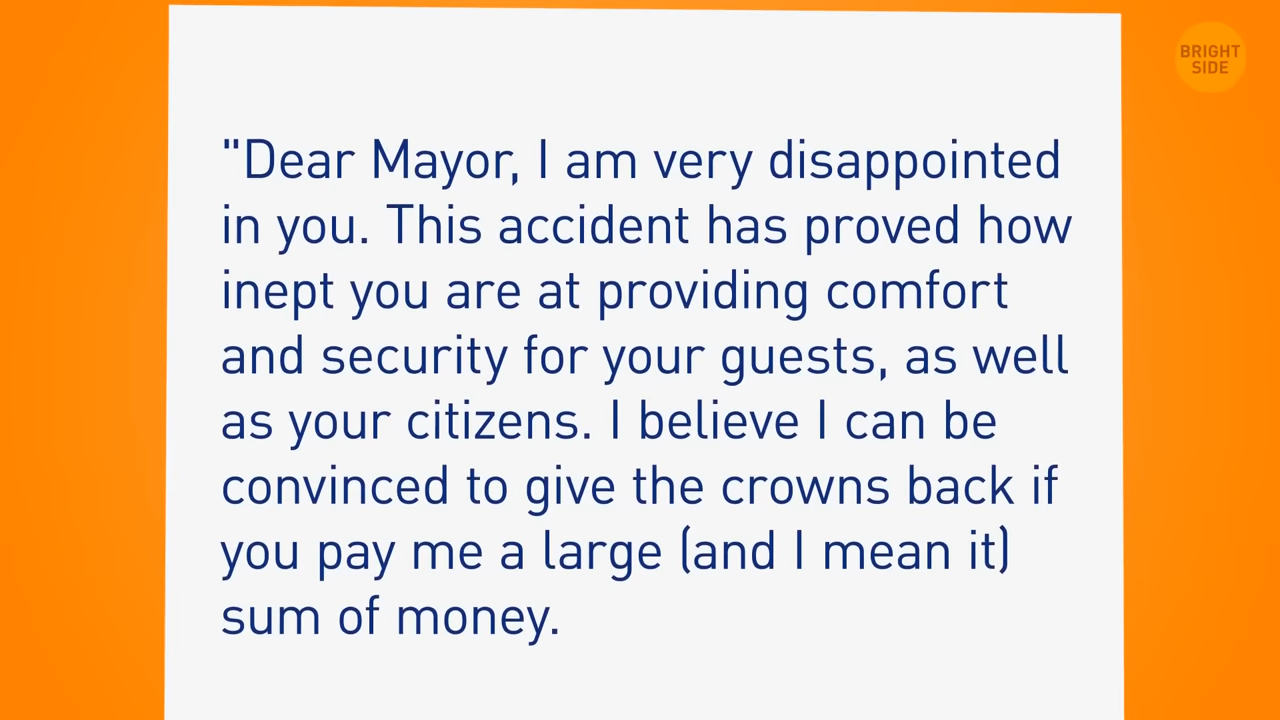 BRIGHT
SIDE
"Dear Mayor, I am very disappointed
in you. This accident has proved how
inept you are at providing comfort
and security for your guests, as well
as your citizens. I believe I can be
convinced to give the crowns back if
you pay me a large (and I mean it)
sum of money.